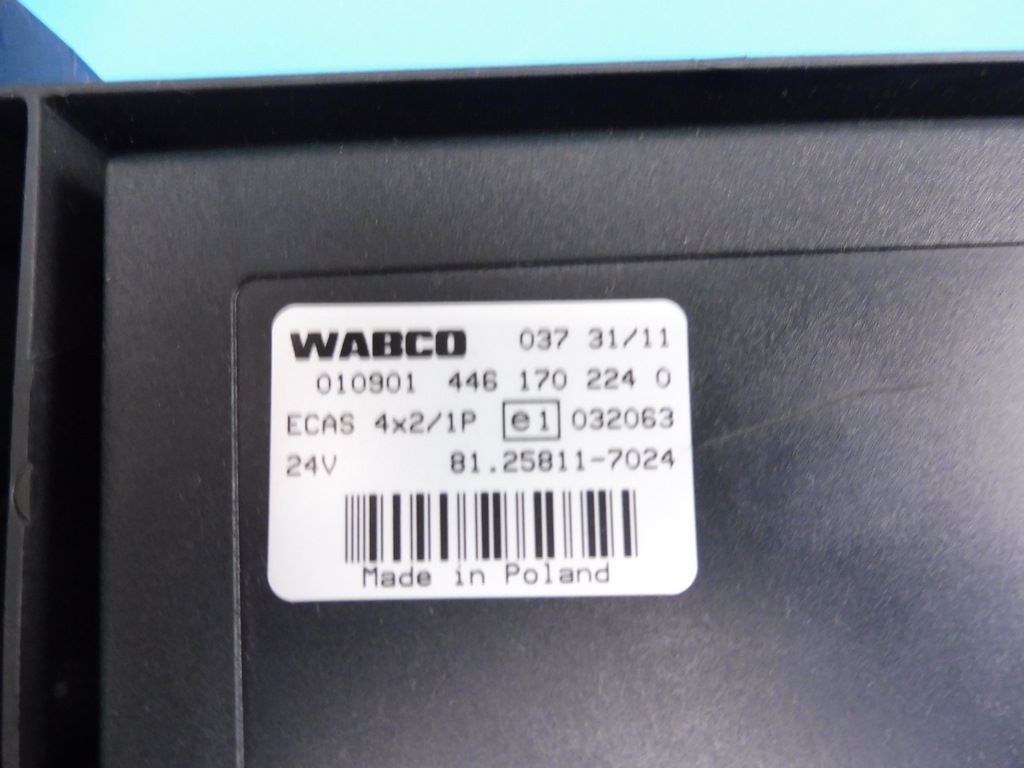 WABCO 037 31/11
010901 446 170 224 0
ECAS 4x2/1P e1 032063
24V 81.25811-7024
Made in Poland